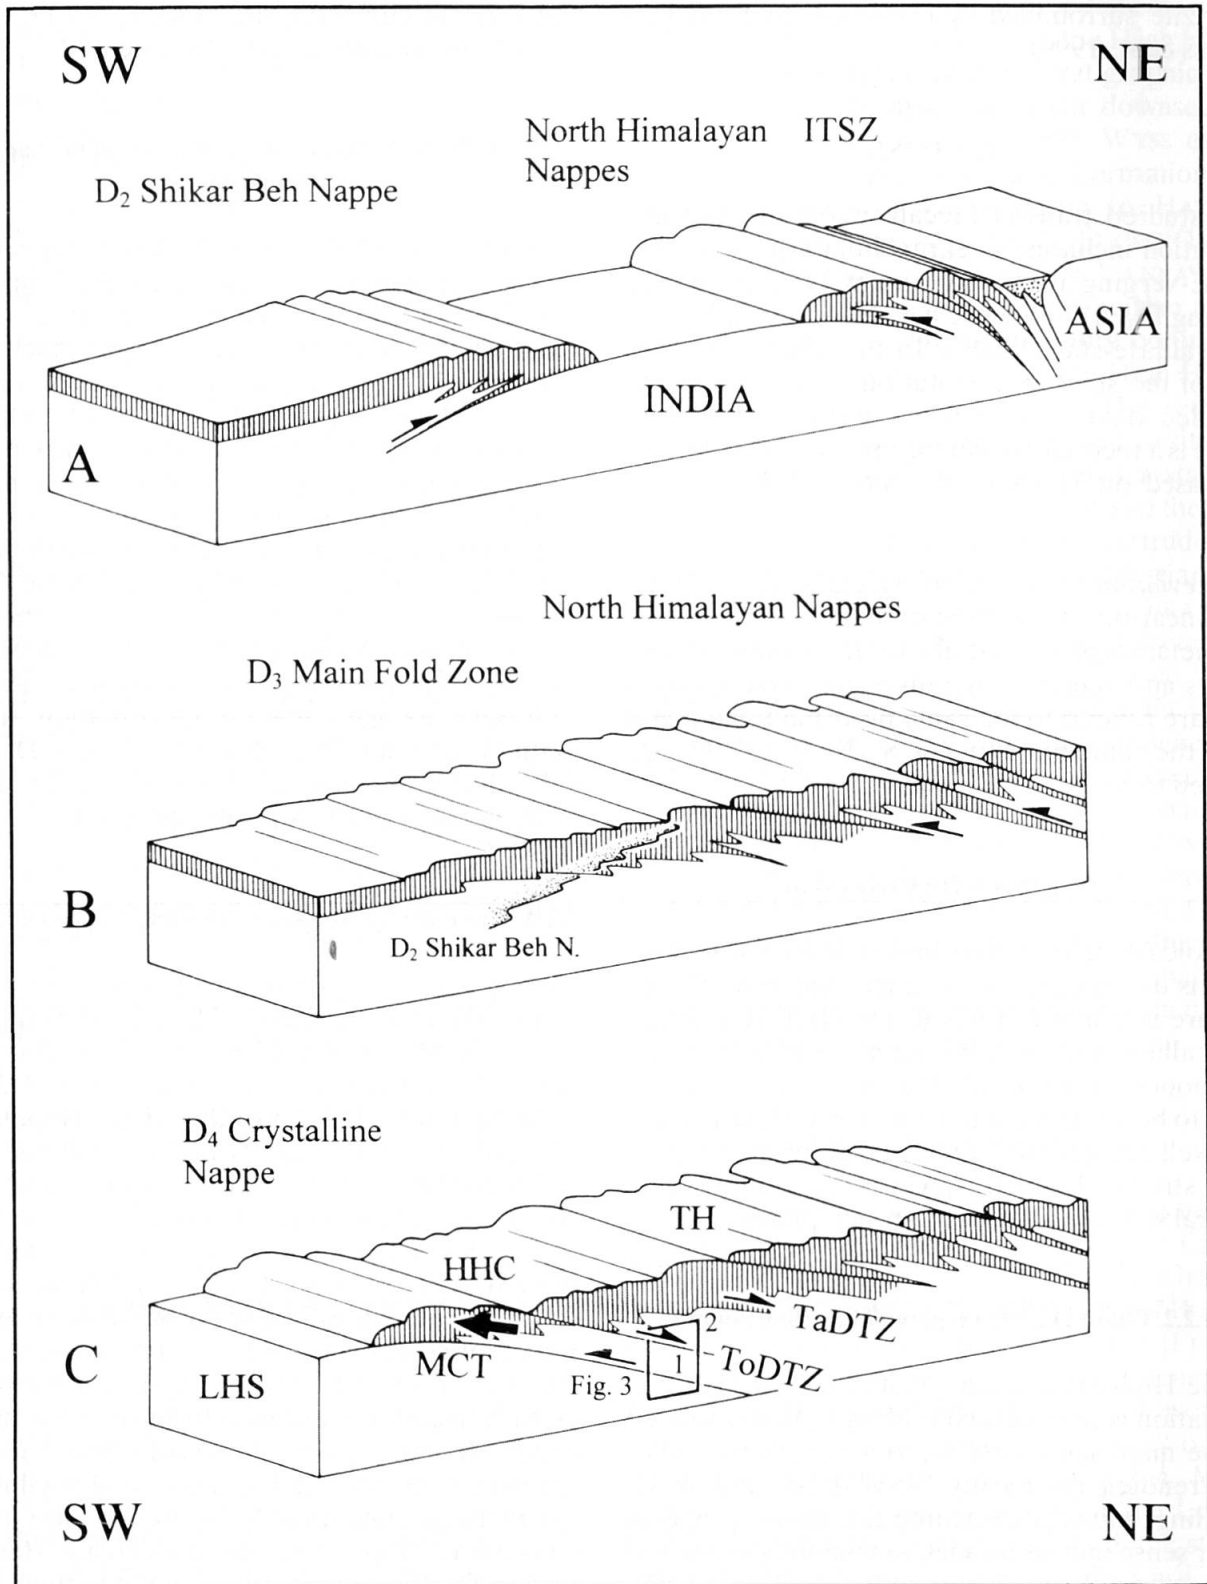 SW
NE
North Himalayan
Nappes
ITSZ
D₂ Shikar Beh Nappe
ASIA
INDIA
A
North Himalayan Nappes
D₃ Main Fold Zone
B
D₂ Shikar Beh N.
D₄ Crystalline
Nappe
TH
HHC
2
TaDTZ
C
LHS
MCT
1
ToDTZ
Fig. 3
SW
NE